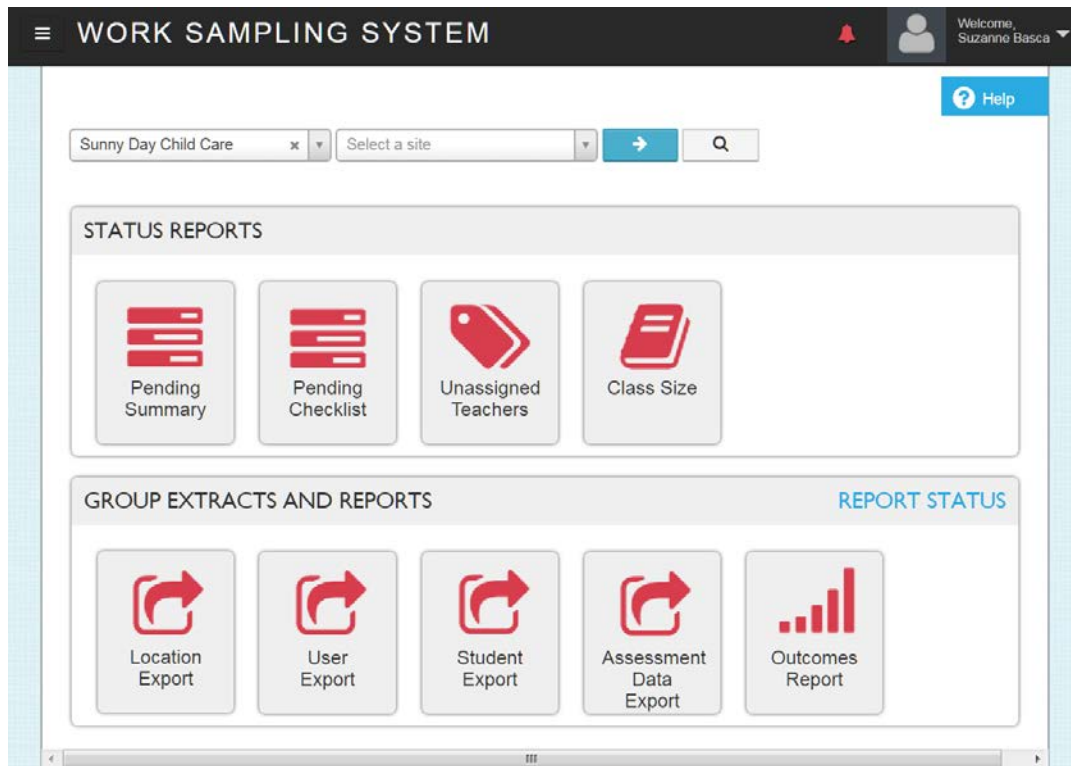 WORK SAMPLING SYSTEM
Welcome,
Suzanne Basca
Help
Sunny Day Child Care
Select a site
STATUS REPORTS
Pending
Summary
Pending
Checklist
Unassigned
Teachers
Class Size
GROUP EXTRACTS AND REPORTS
REPORT STATUS
Location
Export
User
Export
Student
Export
Assessment
Data
Export
Outcomes
Report